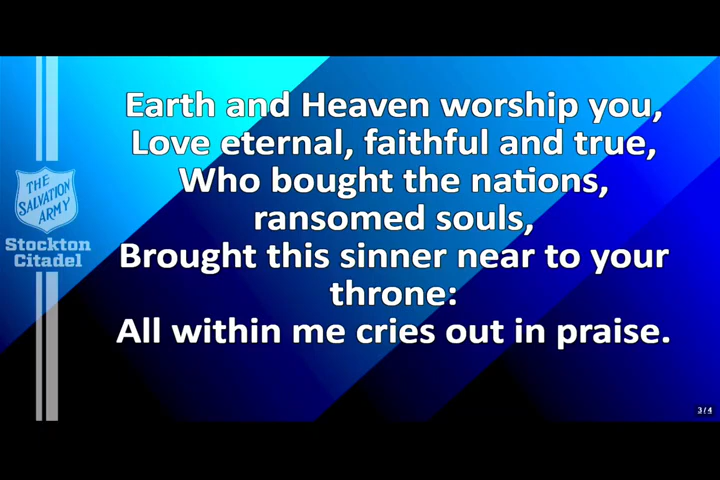 Earth and Heaven worship you,
Love eternal, faithful and true,
Who bought the nations,
ransomed souls,
Brought this sinner near to your
throne:
All within me cries out in praise.
THE
SALVATION
ARMY
Stockton
Citadel
3/4